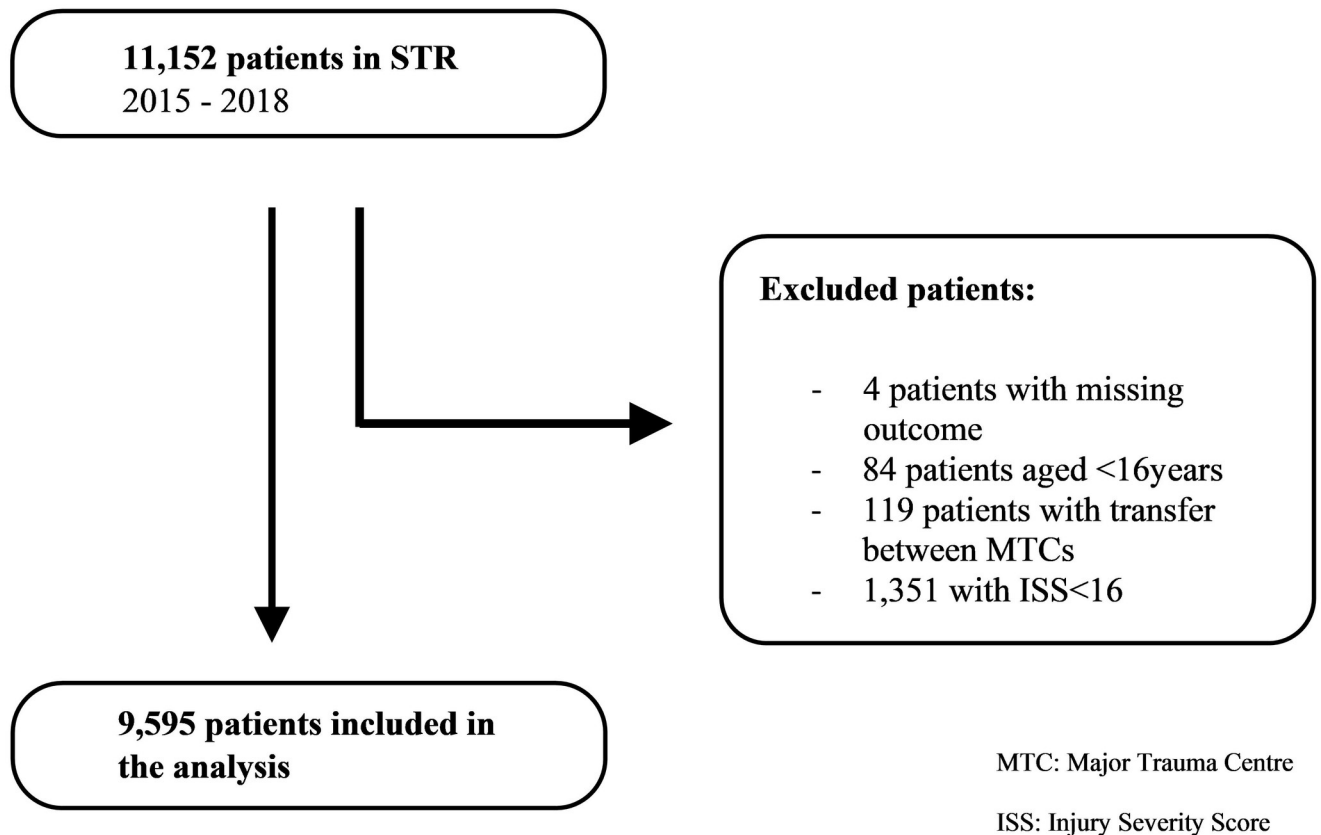 11,152 patients in STR
2015 - 2018
Excluded patients:
- 4 patients with missing
outcome
- 84 patients aged <16years
- 119 patients with transfer
between MTCs
- 1,351 with ISS<16
9,595 patients included in
the analysis
MTC: Major Trauma Centre
ISS: Injury Severity Score